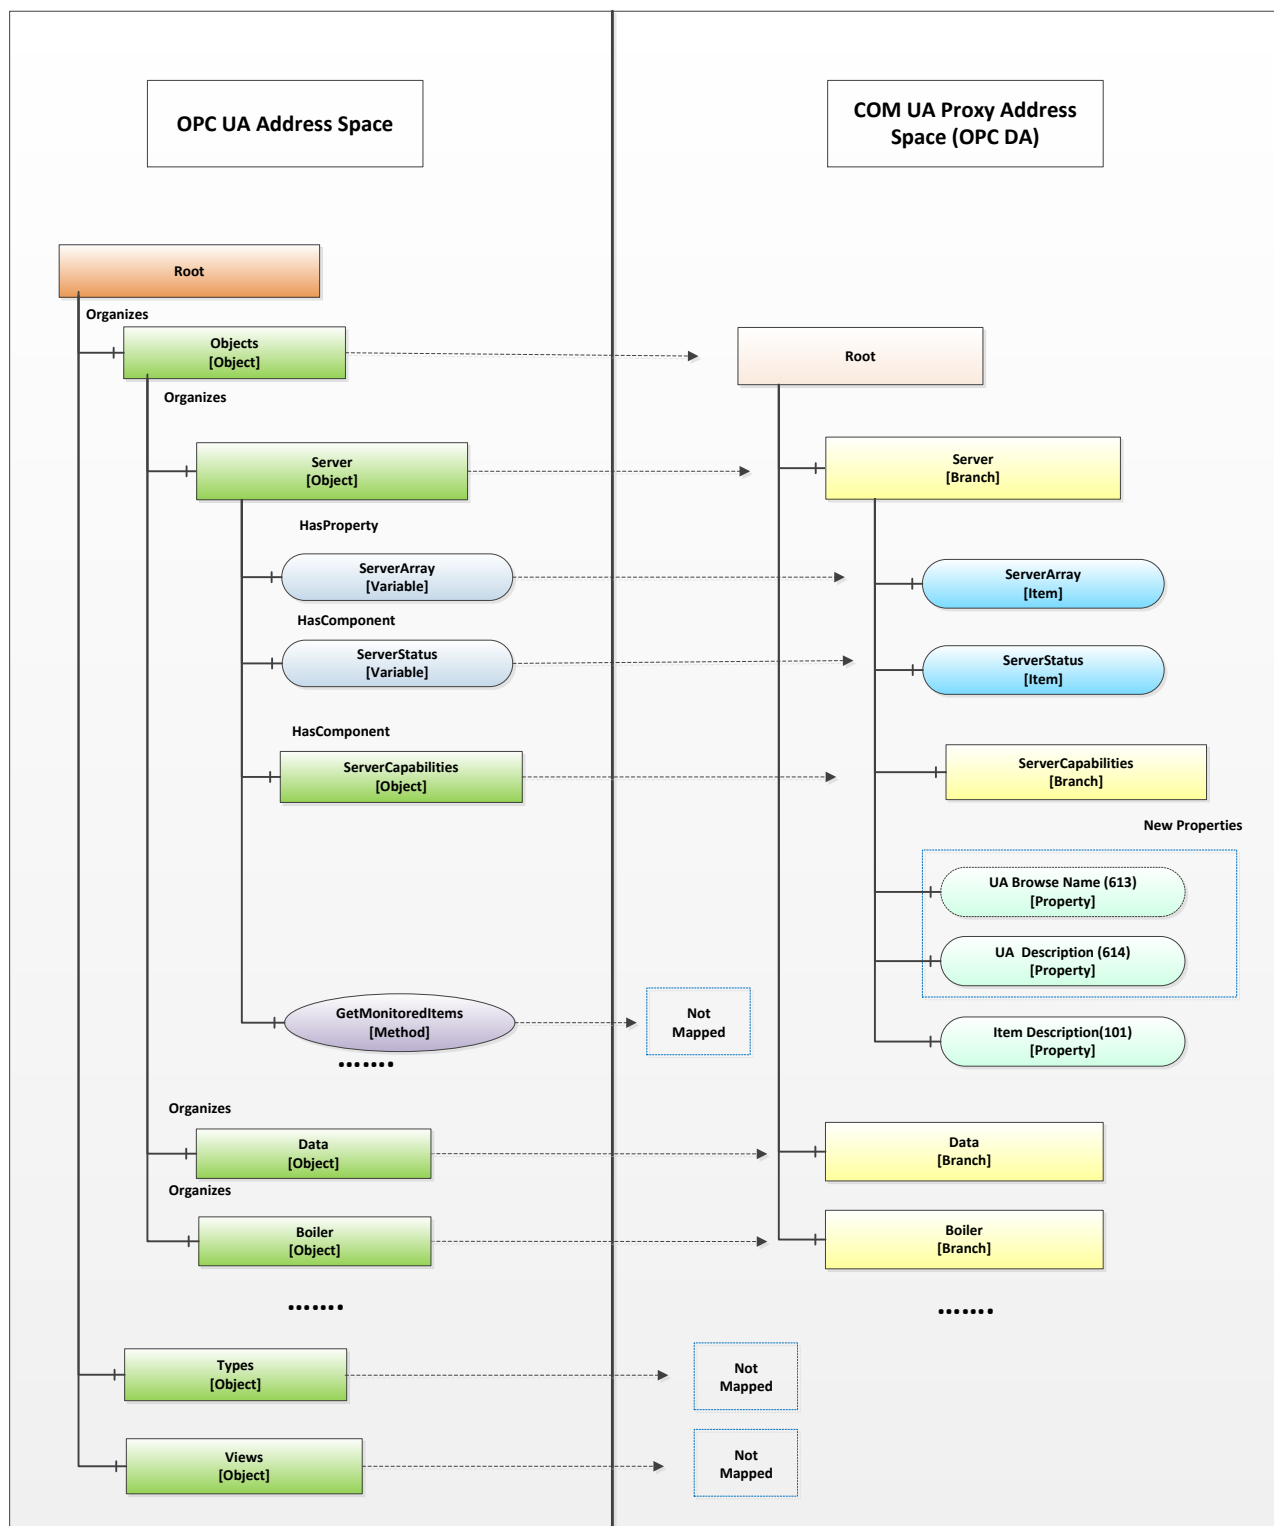 OPC UA Address Space
COM UA Proxy Address
Space (OPC DA)
Root
Organizes
Objects
[Object]
Root
Organizes
Server
[Object]
Server
[Branch]
HasProperty
ServerArray
[Variable]
ServerArray
[Item]
HasComponent
ServerStatus
[Variable]
ServerStatus
[Item]
HasComponent
ServerCapabilities
[Object]
ServerCapabilities
[Branch]
New Properties
UA Browse Name (613)
[Property]
UA  Description (614)
[Property]
GetMonitoredItems
[Method]
Not
Mapped
Item Description(101)
[Property]
.......
Organizes
Data
[Object]
Data
[Branch]
Organizes
Boiler
[Object]
Boiler
[Branch]
.......
.......
Types
[Object]
Not
Mapped
Views
[Object]
Not
Mapped